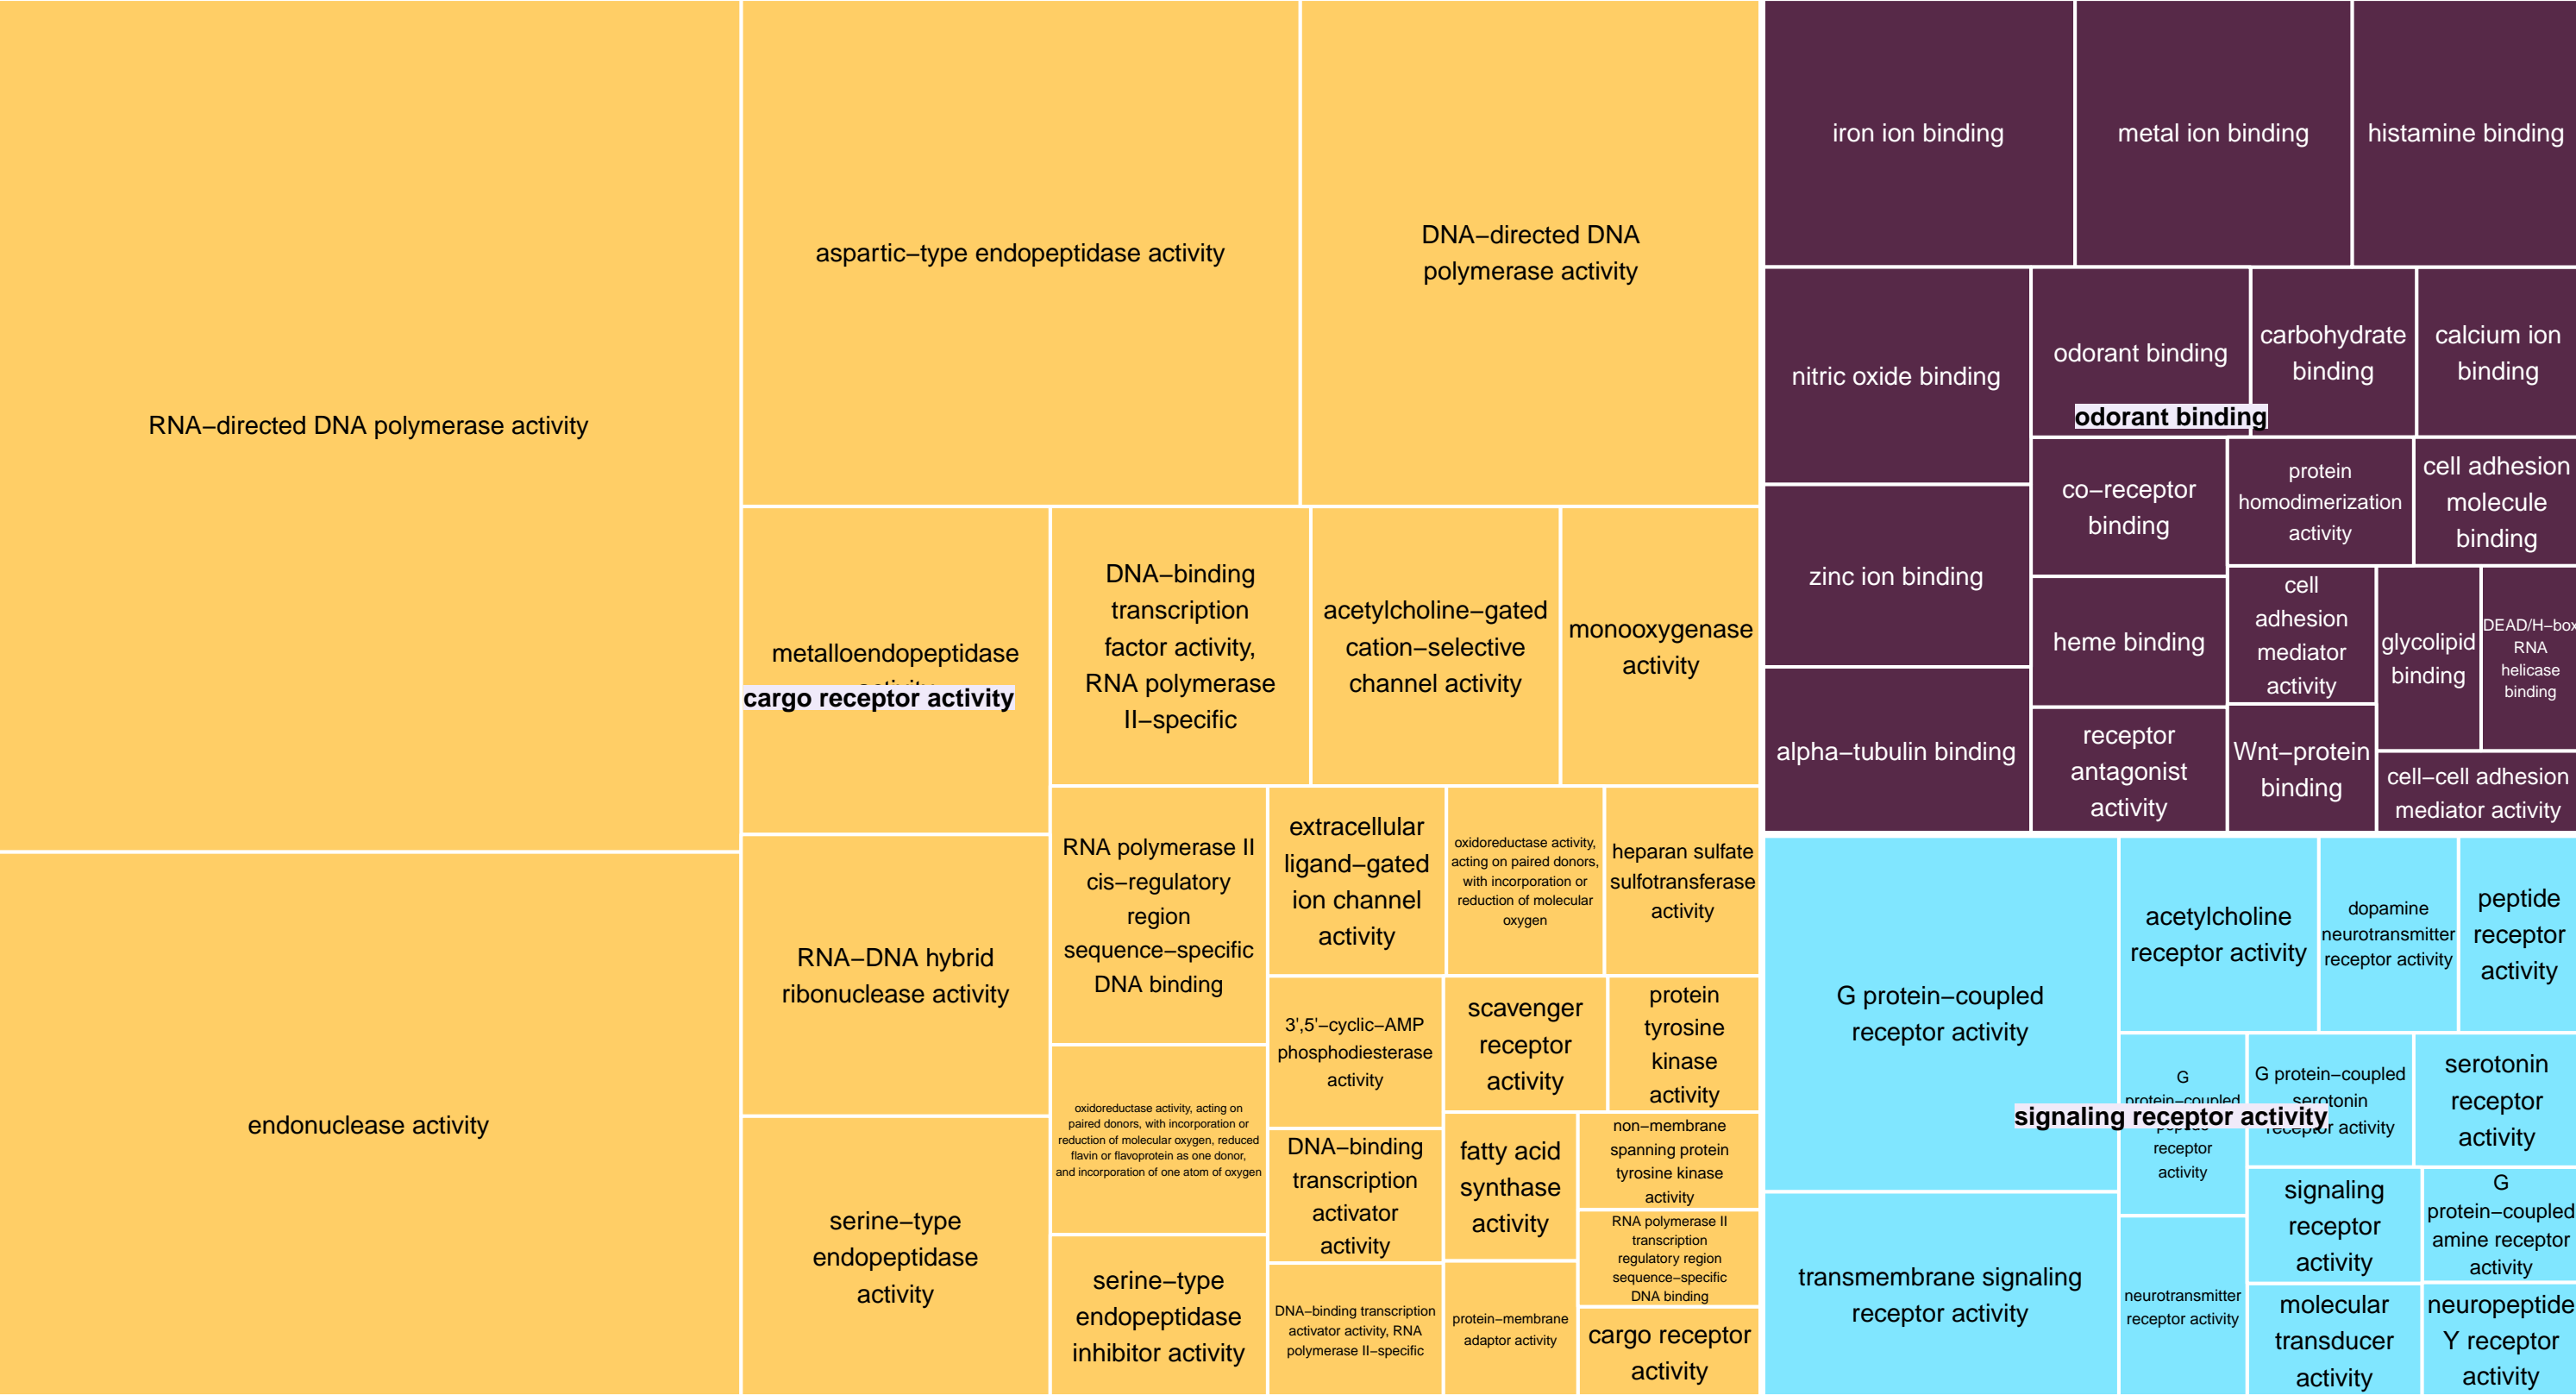 RNA−directed DNA polymerase activity
endonuclease activity
aspartic−type endopeptidase activity
DNA−directed DNA
polymerase activity
metalloendopeptidase
activity
cargo receptor activity
DNA−binding
transcription
factor activity,
RNA polymerase
II−specific
acetylcholine−gated
cation−selective
channel activity
monooxygenase
activity
RNA−DNA hybrid
ribonuclease activity
serine−type
endopeptidase
activity
RNA polymerase II
cis−regulatory
region
sequence−specific
DNA binding
oxidoreductase activity, acting on
paired donors, with incorporation or
reduction of molecular oxygen, reduced
flavin or flavoprotein as one donor,
and incorporation of one atom of oxygen
serine−type
endopeptidase
inhibitor activity
extracellular
ligand−gated
ion channel
activity
oxidoreductase activity,
acting on paired donors,
with incorporation or
reduction of molecular
oxygen
heparan sulfate
sulfotransferase
activity
3',5'−cyclic−AMP
phosphodiesterase
activity
scavenger
receptor
activity
protein
tyrosine
kinase
activity
DNA−binding
transcription
activator
activity
fatty acid
synthase
activity
non−membrane
spanning protein
tyrosine kinase
activity
RNA polymerase II
transcription
regulatory region
sequence−specific
DNA binding
DNA−binding transcription
activator activity, RNA
polymerase II−specific
protein−membrane
adaptor activity
cargo receptor
activity
iron ion binding
metal ion binding
histamine binding
nitric oxide binding
odorant binding
carbohydrate
binding
calcium ion
binding
odorant binding
zinc ion binding
alpha−tubulin binding
co−receptor
binding
protein
homodimerization
activity
cell adhesion
molecule
binding
heme binding
cell
adhesion
mediator
activity
glycolipid
binding
DEAD/H−box
RNA
helicase
binding
receptor
antagonist
activity
Wnt−protein
binding
cell−cell adhesion
mediator activity
G protein−coupled
receptor activity
transmembrane signaling
receptor activity
acetylcholine
receptor activity
dopamine
neurotransmitter
receptor activity
peptide
receptor
activity
G
protein−coupled
peptide
receptor
activity
G protein−coupled
serotonin
receptor activity
serotonin
receptor
activity
signaling receptor activity
neurotransmitter
receptor activity
signaling
receptor
activity
G
protein−coupled
amine receptor
activity
molecular
transducer
activity
neuropeptide
Y receptor
activity